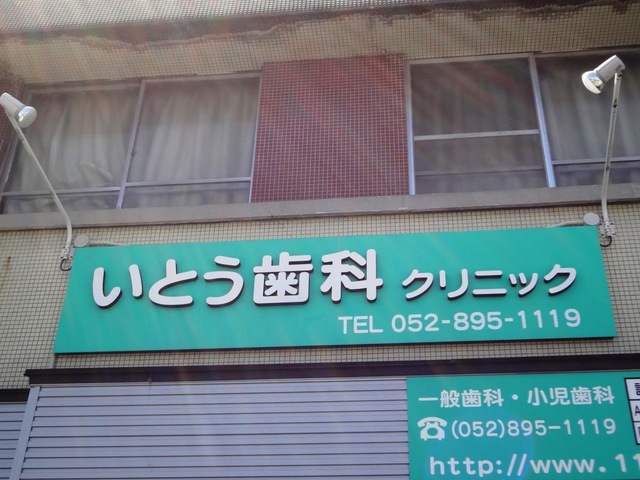 いとう歯科 クリニック
TEL 052-895-1119
一般歯科・小児歯科
☎(052)895-1119
http://www.11